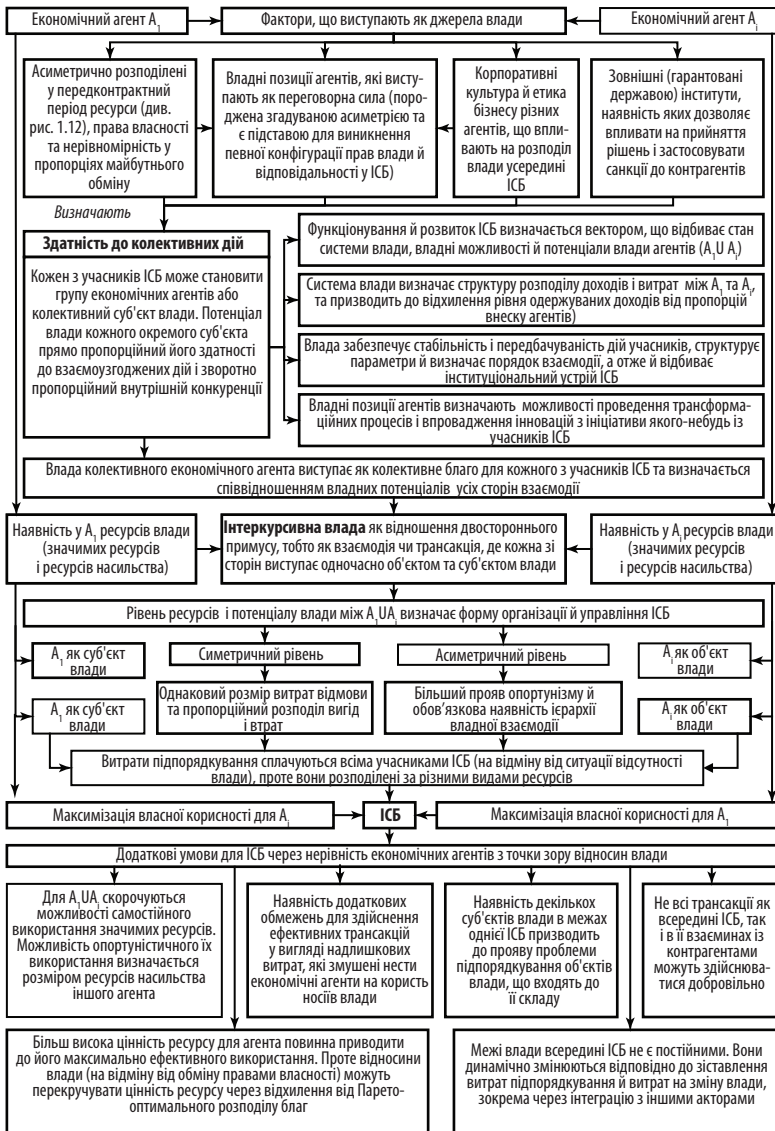 Економічний агент A1
Фактори, що виступають як джерела влади
Економічний агент Ai
Асиметрично розподілені
у передконтрактний
період ресурси (див.
рис. 1.12), права власності
та нерівномірність у
пропорціях майбутнього
обміну
Владні позиції агентів, які висту-
пають як переговорна сила (поро-
джена згадуваною асиметрією та
є підставою для виникнення
певної конфігурації прав влади й
відповідальності у ІСБ)
Корпоративні
культура й етика
бізнесу різних
агентів, що впли-
вають на розподіл
влади усередині
ІСБ
Зовнішні (гарантовані
державою) інститути,
наявність яких дозволяє
впливати на прийняття
рішень і застосовувати
санкції до контрагентів
Визначають
Здатність до колективних дій
Кожен з учасників ІСБ може становити
групу економічних агентів або
колективний суб'єкт влади. Потенціал
влади кожного окремого суб'єкта
прямо пропорційний його здатності
до взаємоузгоджених дій і зворотно
пропорційний внутрішній конкуренції
Функціонування й розвиток ІСБ визначається вектором, що відбиває стан
системи влади, владні можливості й потенціали влади агентів (A1U Ai)
Система влади визначає структуру розподілу доходів і витрат між A1 та Ai,
та призводить до відхилення рівня одержуваних доходів від пропорцій
внеску агентів)
Влада забезпечує стабільність і передбачуваність дій учасників, структурує
параметри й визначає порядок взаємодії, а отже й відбиває
інституціональний устрій ІСБ
Владні позиції агентів визначають можливості проведення трансформа-
ційних процесів і впровадження інновацій з ініціативи якого-небудь із
учасників ІСБ
Влада колективного економічного агента виступає як колективне благо для кожного з учасників ІСБ та визначається
співвідношенням владних потенціалів усіх сторін взаємодії
Наявність у A1 ресурсів влади
(значимих ресурсів
і ресурсів насильства)
Інтеркурсивна влада як відношення двостороннього
примусу, тобто як взаємодія чи трансакція, де кожна зі
сторін виступає одночасно об'єктом та суб'єктом влади
Наявність у Ai ресурсів влади
(значимих ресурсів
і ресурсів насильства)
Рівень ресурсів і потенціалу влади між A1UAi визначає форму організації й управління ІСБ
A1 як суб'єкт
влади
Симетричний рівень
Асиметричний рівень
Ai як об'єкт
влади
A1 як суб'єкт
влади
Однаковий розмір витрат відмови
та пропорційний розподіл вигід
і втрат
Більший прояв опортунізму й
обов'язкова наявність ієрархії
владної взаємодії
Ai як об'єкт
влади
Витрати підпорядкування сплачуються всіма учасниками ІСБ (на відміну від ситуації відсутності
влади), проте вони розподілені за різними видами ресурсів
Максимізація власної корисності для Ai
ІСБ
Максимізація власної корисності для A1
Додаткові умови для ІСБ через нерівність економічних агентів з точки зору відносин влади
Для A1UAi скорочуються
можливості самостійного
використання значимих ресурсів.
Можливість опортуністичного їх
використання визначається
розміром ресурсів насильства
іншого агента
Наявність додаткових
обмежень для здійснення
ефективних трансакцій
у вигляді надлишкових
витрат, які змушені нести
економічні агенти на користь
носіїв влади
Наявність декількох
суб'єктів влади в межах
однієї ІСБ призводить
до прояву проблеми
підпорядкування об'єктів
влади, що входять до
її складу
Не всі трансакції як
всередині ІСБ, так
і в її взаєминах із
контрагентами
можуть здійснюва-
тися добровільно
Більш висока цінність ресурсу для агента повинна приводити
до його максимально ефективного використання. Проте відносини
влади (на відміну від обміну правами власності) можуть
перекручувати цінність ресурсу через відхилення від Парето-
оптимального розподілу благ
Межі влади всередині ІСБ не є постійними. Вони
динамічно змінюються відповідно до зіставлення
витрат підпорядкування й витрат на зміну влади,
зокрема через інтеграцію з іншими акторами